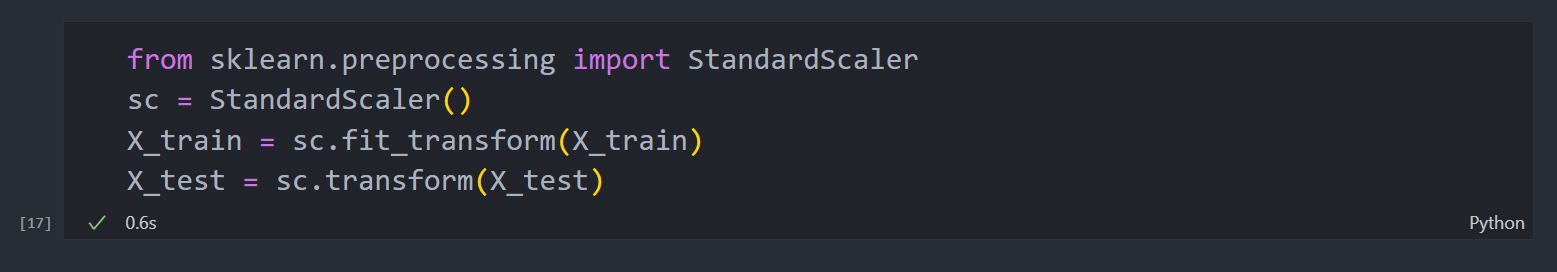 from sklearn.preprocessing import StandardScaler
sc = StandardScaler()
X_train = sc.fit_transform(X_train)
X_test = sc.transform(X_test)
[17] ✓ 0.6s Python